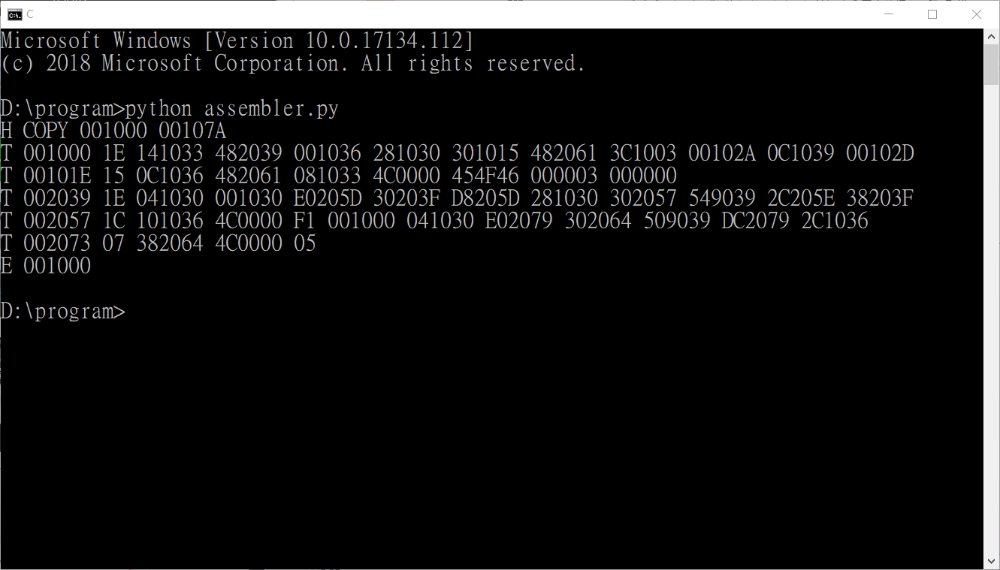 C
Microsoft Windows [Version 10.0.17134.112]
(c) 2018 Microsoft Corporation. All rights reserved.
D:\program>python assembler.py
H COPY 001000 00107A
T 001000 1E 141033 482039 001036 281030 301015 482061 3C1003 00102A 0C1039 00102D
T 00101E 15 0C1036 482061 081033 4C0000 454F46 000003 000000
T 002039 1E 041030 001030 E0205D 30203F D8205D 281030 302057 549039 2C205E 38203F
T 002057 1C 101036 4C0000 F1 001000 041030 E02079 302064 509039 DC2079 2C1036
T 002073 07 382064 4C0000 05
E 001000
D:\program>